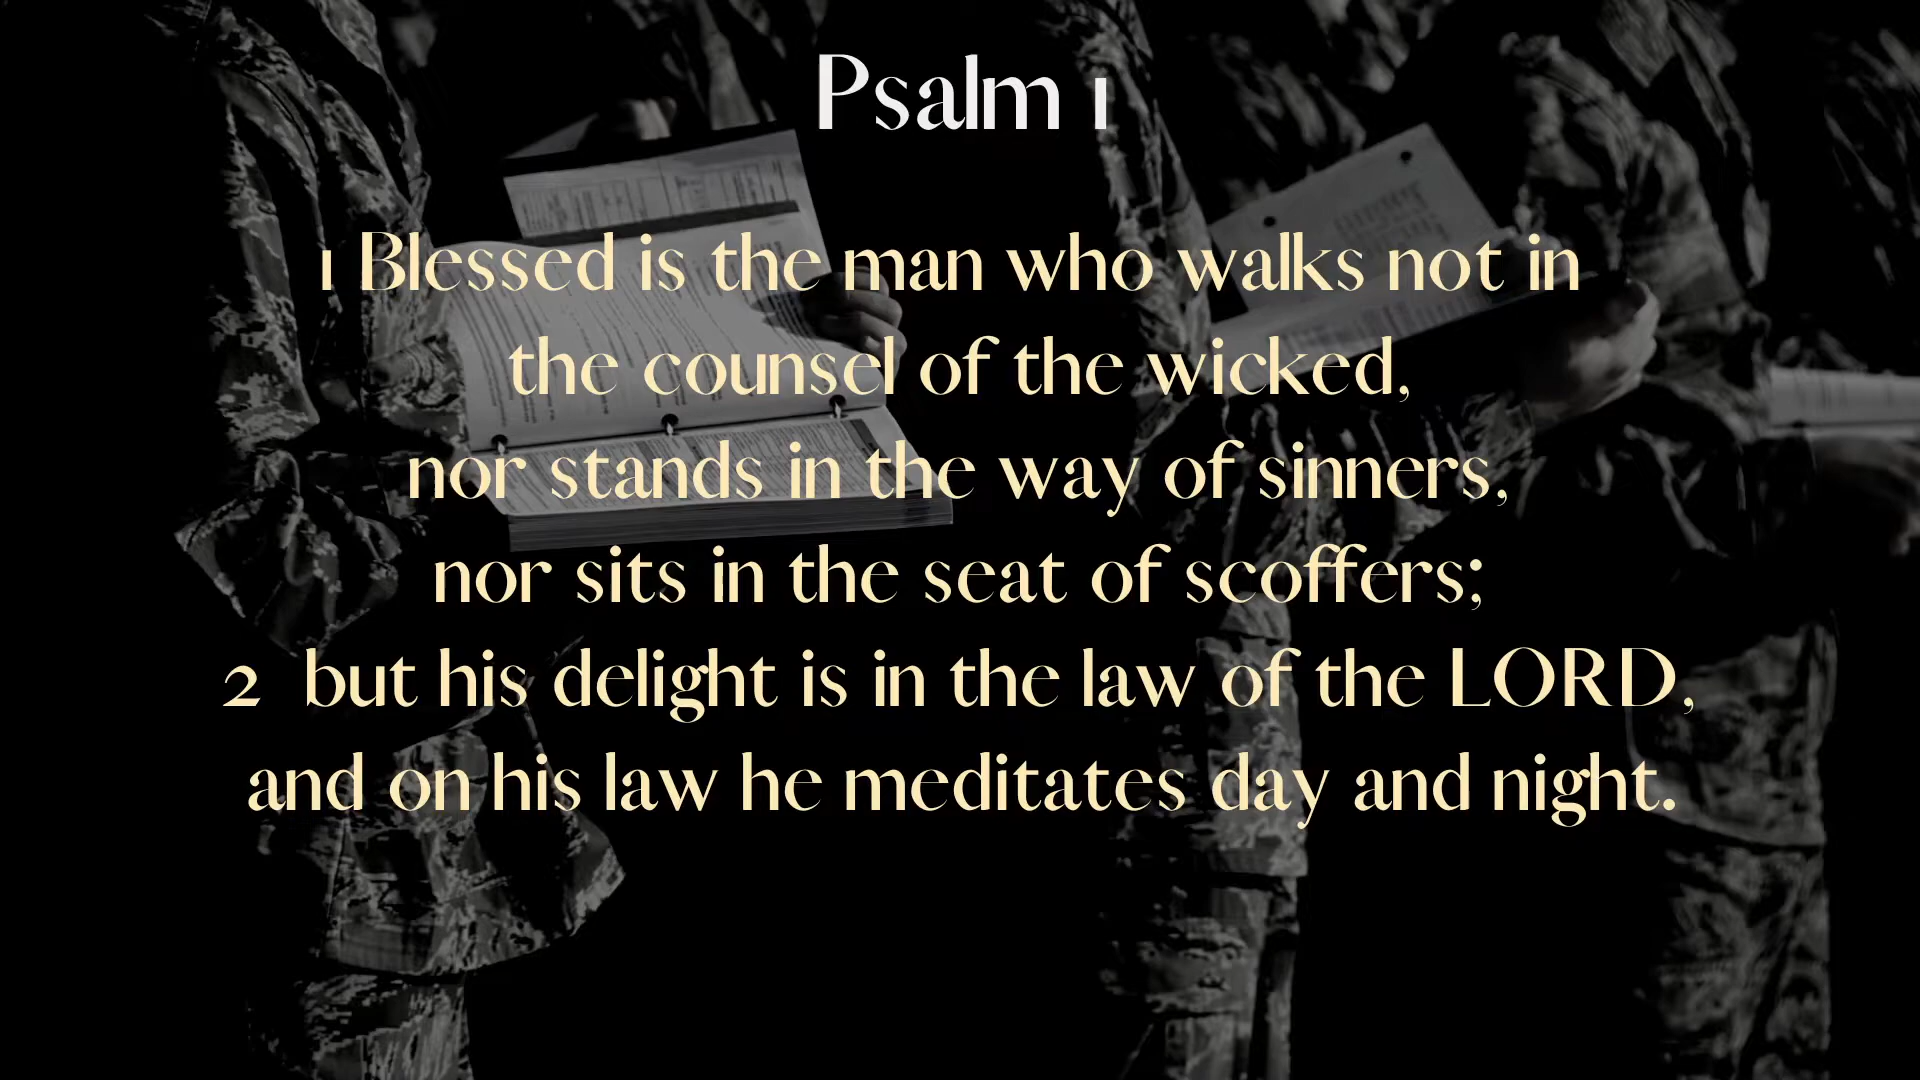 Psalm 1
1 Blessed is the man who walks not in
the counsel of the wicked,
nor stands in the way of sinners,
nor sits in the seat of scoffers;
2 but his delight is in the law of the LORD,
and on his law he meditates day and night.